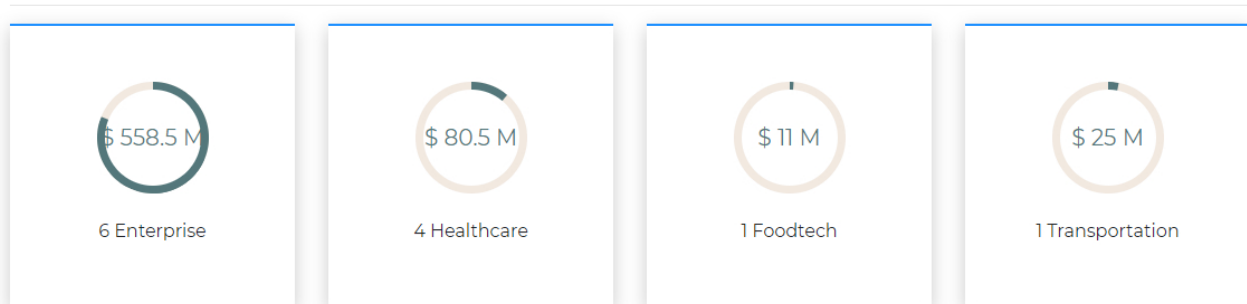 $ 558.5 M
6 Enterprise
$ 80.5 M
4 Healthcare
$ 11 M
1 Foodtech
$ 25 M
1 Transportation